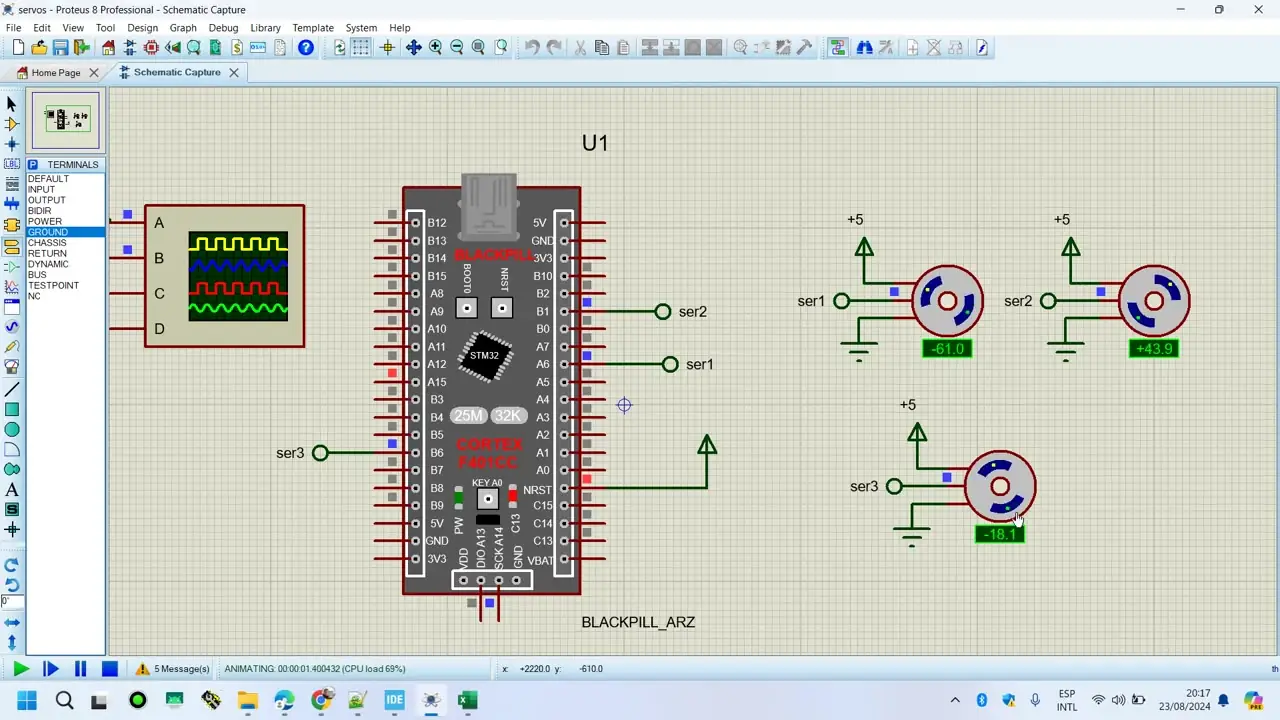 servos - Proteus 8 Professional - Schematic Capture
File Edit View Tool Design Graph Debug Library Template System Help
Home Page
Schematic Capture
P TERMINALS
DEFAULT
INPUT
OUTPUT
BIDIR
POWER
GROUND
CHASSIS
RETURN
DYNAMIC
BUS
TESTPOINT
NC
LBL
A
S
0°
A
B
C
D
U1
BLACKPILL
BOOT0
NRST
STM32
25M 32K
CORTEX
F401CC
KEY A0
PW
C13
B12
B13
B14
B15
A8
A9
A10
A11
A12
A15
B3
B4
B5
B6
B7
B8
B9
5V
GND
3V3
5V
GND
3V3
B10
B2
B1
B0
A7
A6
A5
A4
A3
A2
A1
A0
NRST
C15
C14
C13
VBAT
VDD
DIO A13
SCK A14
GND
BLACKPILL_ARZ
ser2
ser1
ser3
+5
ser1
-61.0
+5
ser2
+43.9
+5
ser3
-18.1
5 Message(s)
ANIMATING: 00:00:01.400432 (CPU load 69%)
x: +2220.0 y: -610.0
th
IDE
ESP
INTL
20:17
23/08/2024